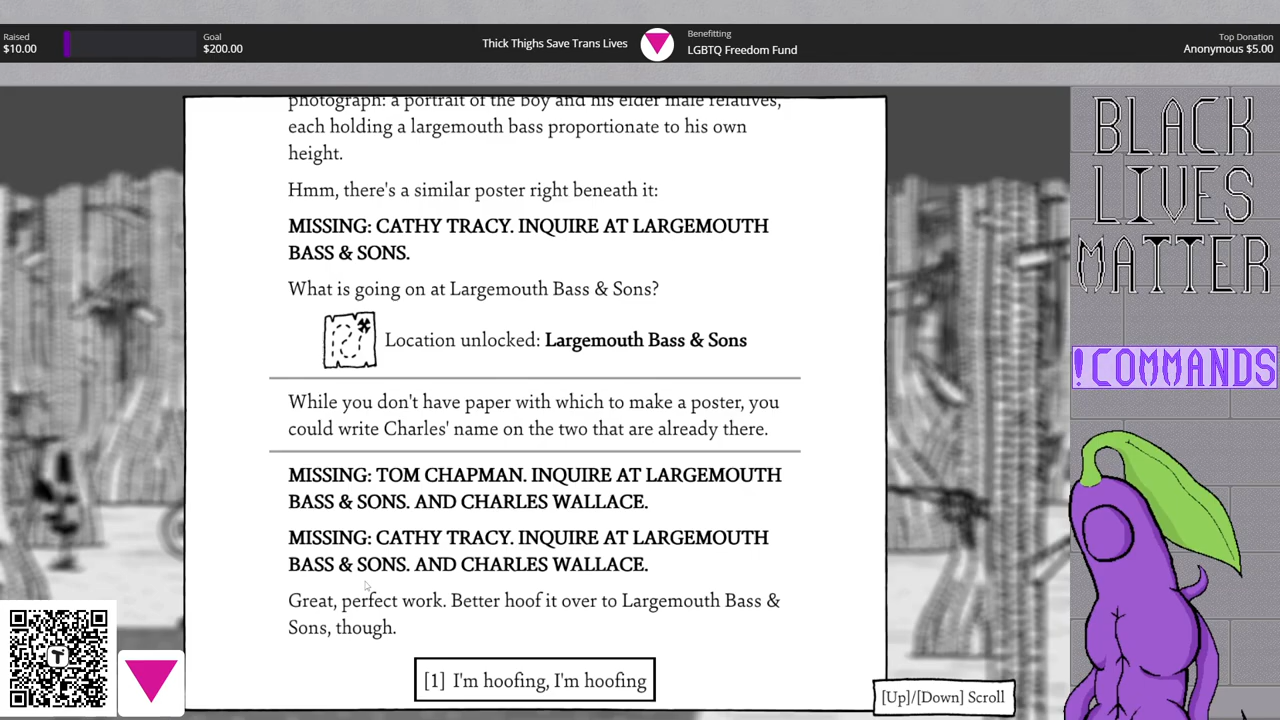 Raised
$10.00
Goal
$200.00
Thick Thighs Save Trans Lives
Benefitting
LGBTQ Freedom Fund
Top Donation
Anonymous $5.00
photograph: a portrait of the boy and his elder male relatives,
each holding a largemouth bass proportionate to his own
height.
Hmm, there's a similar poster right beneath it:
MISSING: CATHY TRACY. INQUIRE AT LARGEMOUTH
BASS & SONS.
What is going on at Largemouth Bass & Sons?
Location unlocked: Largemouth Bass & Sons
While you don't have paper with which to make a poster, you
could write Charles' name on the two that are already there.
MISSING: TOM CHAPMAN. INQUIRE AT LARGEMOUTH
BASS & SONS. AND CHARLES WALLACE.
MISSING: CATHY TRACY. INQUIRE AT LARGEMOUTH
BASS & SONS. AND CHARLES WALLACE.
Great, perfect work. Better hoof it over to Largemouth Bass &
Sons, though.
[1] I'm hoofing, I'm hoofing
[Up]/[Down] Scroll
BLACK
LIVES
MATTER
!COMMANDS
T